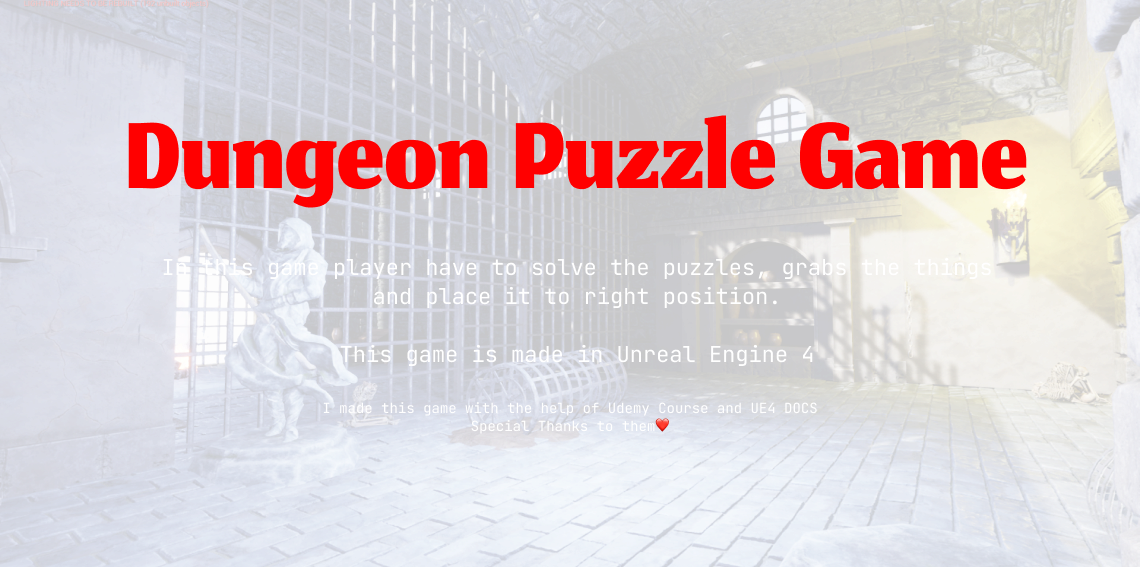 Dungeon Puzzle Game
In this game player have to solve the puzzles, grabs the things
and place it to right position.
This game is made in Unreal Engine 4
I made this game with the help of Udemy Course and UE4 DOCS
Special Thanks to them❤️